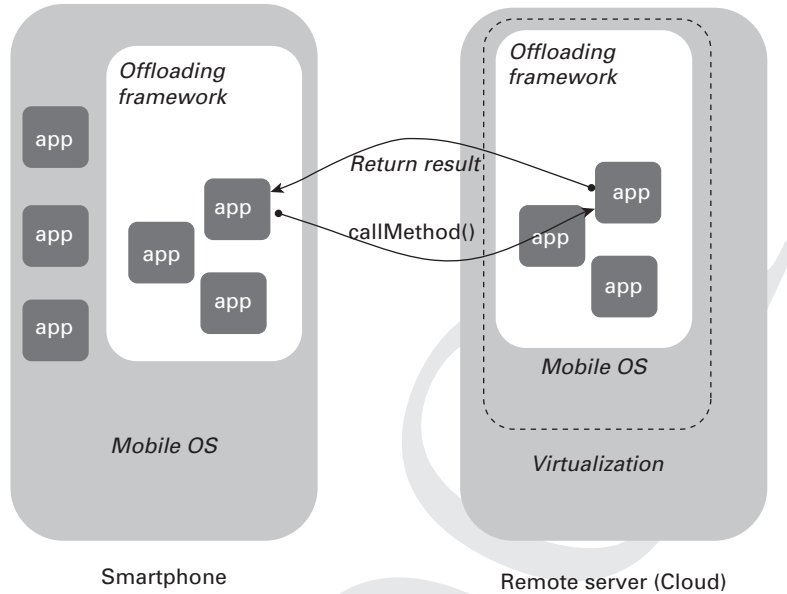 Offloading
framework
app
app
app
app
app
app
Mobile OS
Smartphone
Return result
callMethod()
Offloading
framework
app
app
app
Mobile OS
Virtualization
Remote server (Cloud)